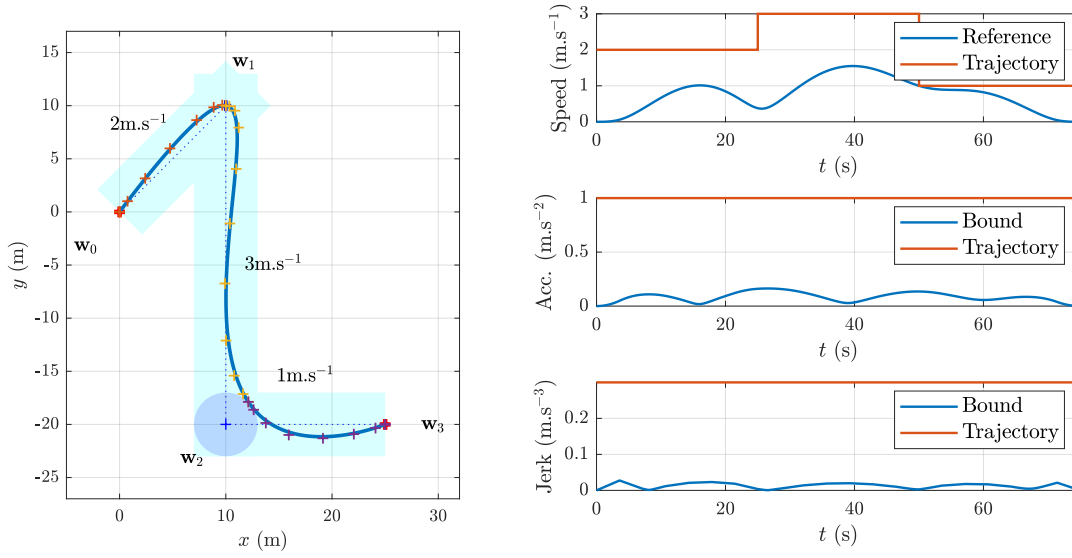 15
10
5
0
-5
-10
-15
-20
-25
y (m)
0
10
20
30
x (m)
w₁
2m.s⁻¹
w₀
3m.s⁻¹
1m.s⁻¹
w₃
w₂
3
2
1
0
Speed (m.s⁻¹)
Reference
Trajectory
0
20
40
60
t (s)
1
0.5
0
Acc. (m.s⁻²)
Bound
Trajectory
0
20
40
60
t (s)
0.2
0.1
0
Jerk (m.s⁻³)
Bound
Trajectory
0
20
40
60
t (s)